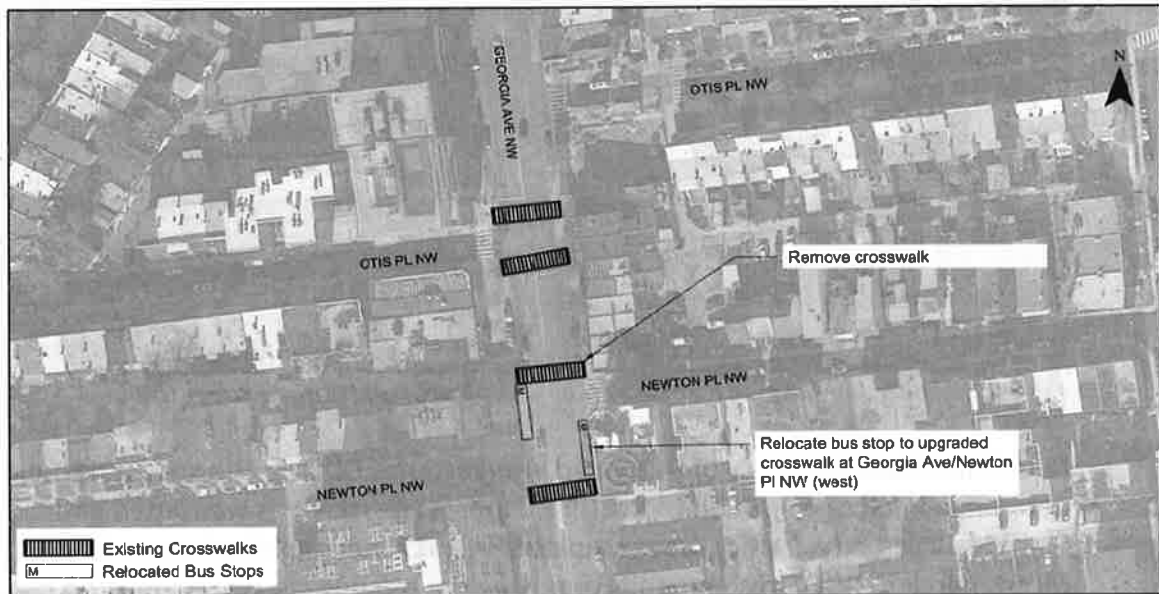 GEORGIA AVE NW
OTIS PL NW
N
OTIS PL NW
Remove crosswalk
NEWTON PL NW
M
M
Relocate bus stop to upgraded
crosswalk at Georgia Ave/Newton
Pl NW (west)
NEWTON PL NW
Existing Crosswalks
M Relocated Bus Stops